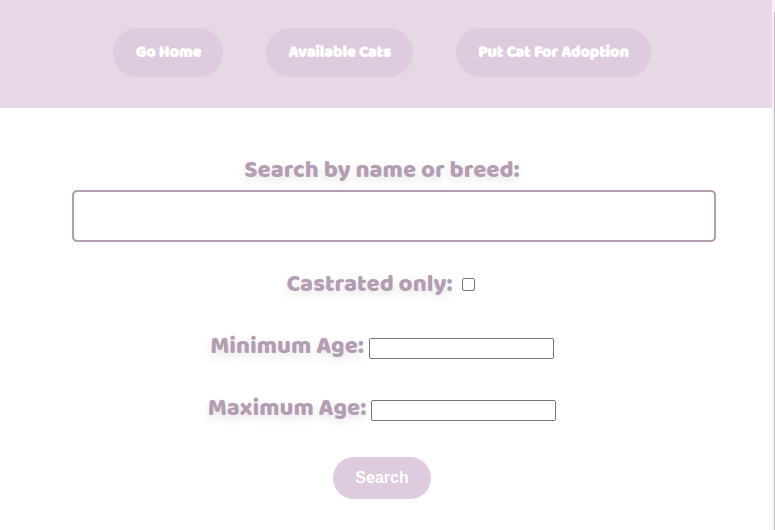 Go Home Available Cats Put Cat For Adoption
Search by name or breed:
Castrated only:
Minimum Age:
Maximum Age:
Search